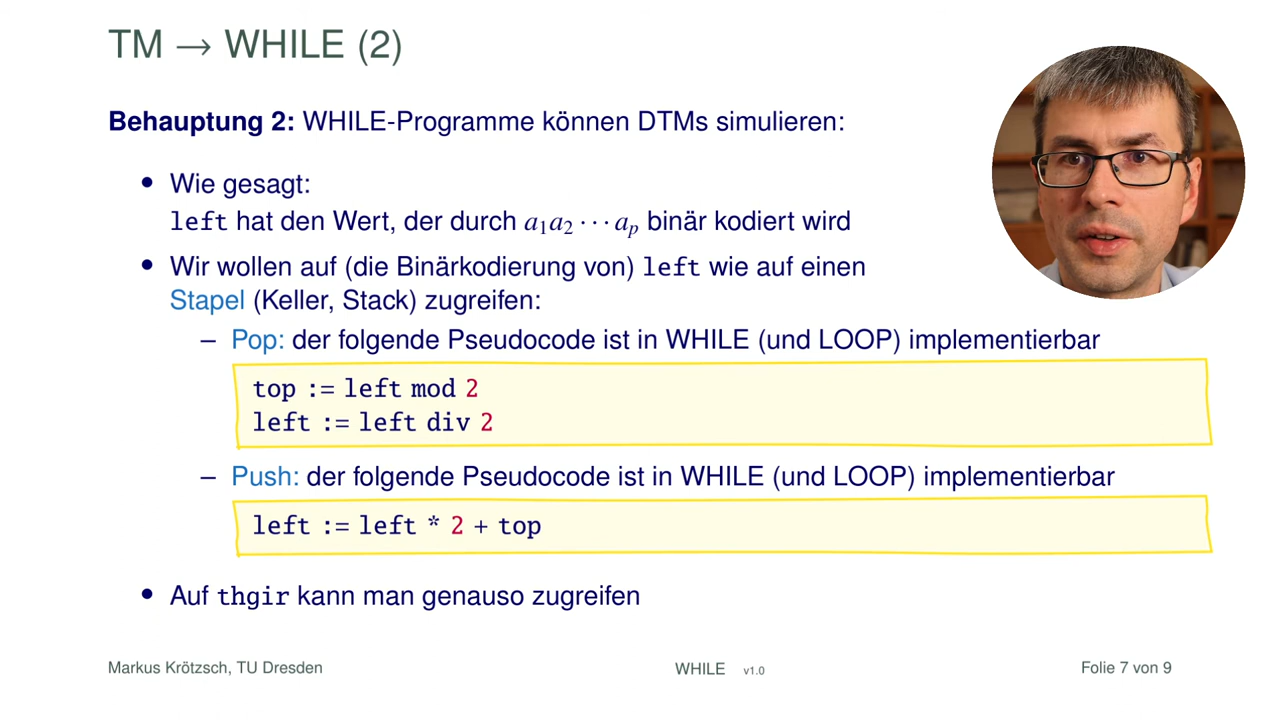 TM → WHILE (2)
Behauptung 2: WHILE-Programme können DTMs simulieren:
• Wie gesagt:
left hat den Wert, der durch a₁a₂ ··· aₚ binär kodiert wird
• Wir wollen auf (die Binärkodierung von) left wie auf einen
Stapel (Keller, Stack) zugreifen:
– Pop: der folgende Pseudocode ist in WHILE (und LOOP) implementierbar
top := left mod 2
left := left div 2
– Push: der folgende Pseudocode ist in WHILE (und LOOP) implementierbar
left := left * 2 + top
• Auf thgir kann man genauso zugreifen
Markus Krötzsch, TU Dresden WHILE v1.0 Folie 7 von 9